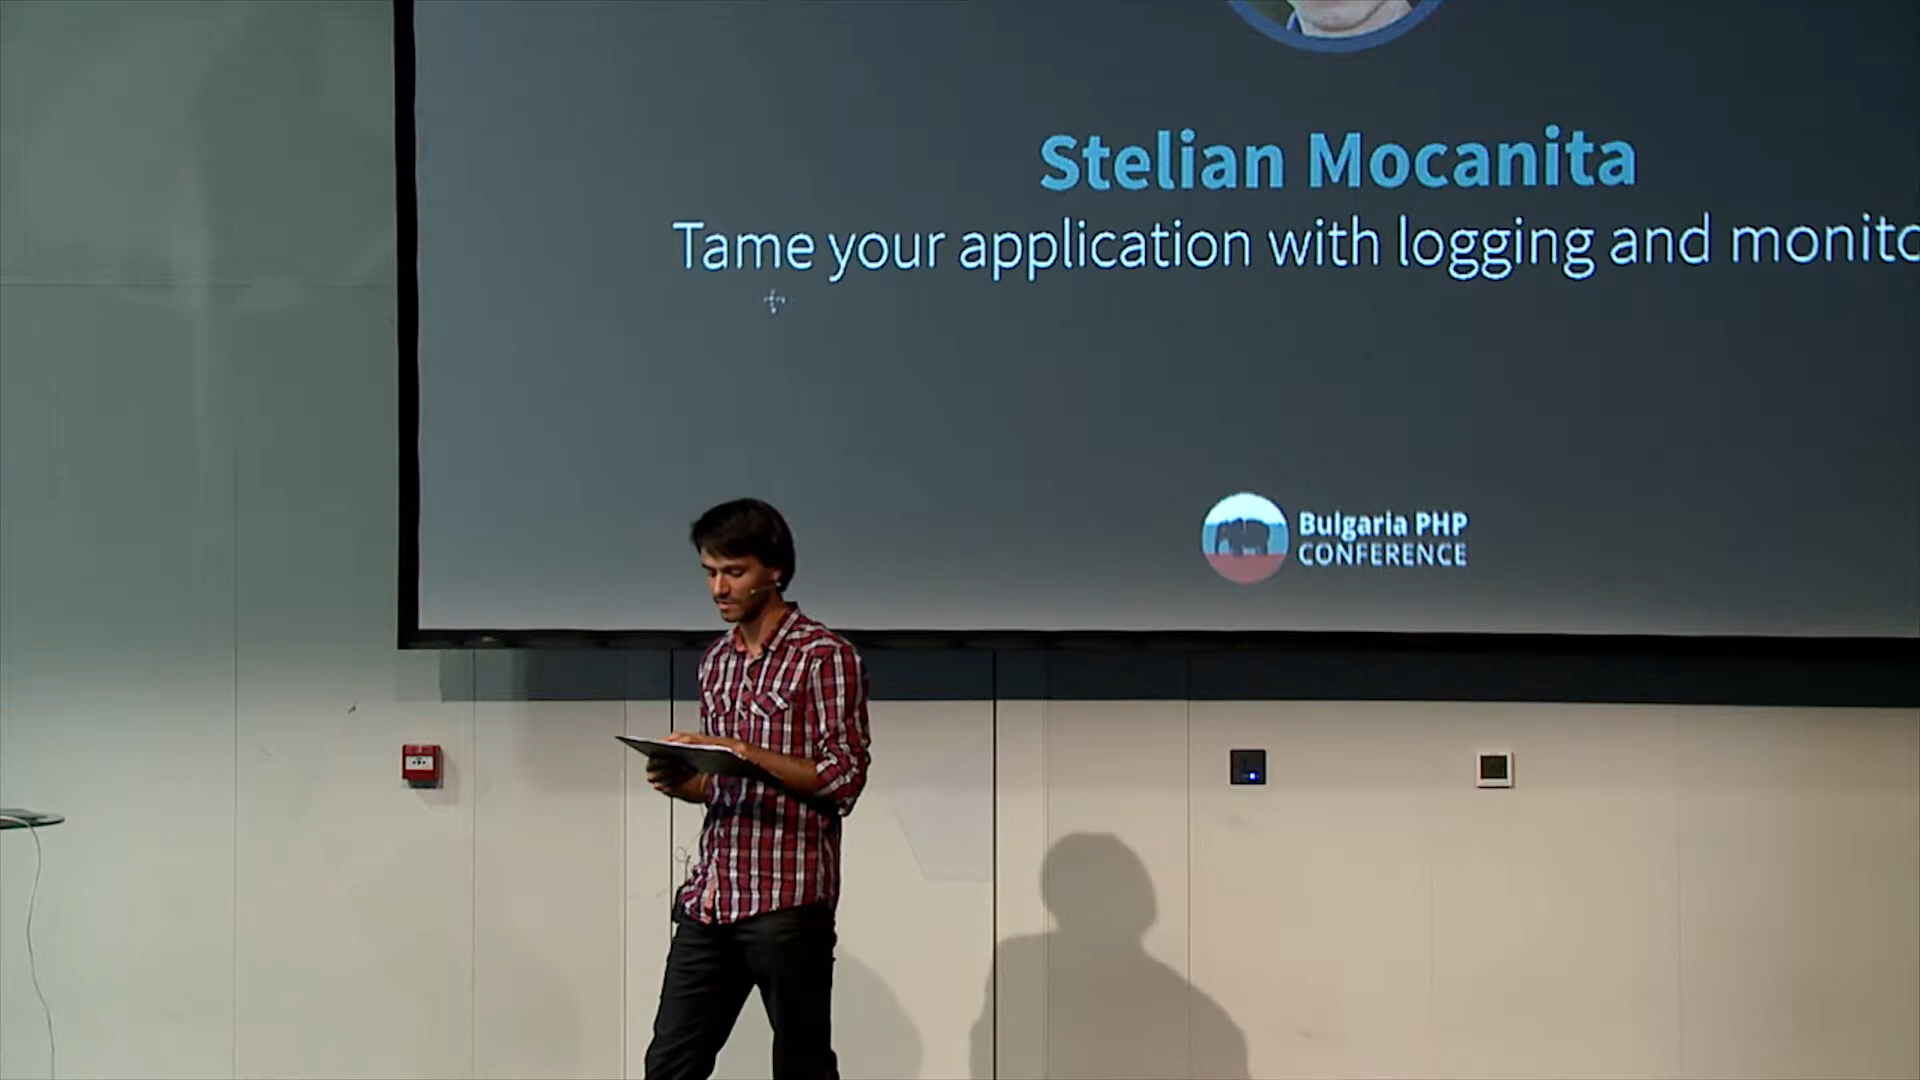 Stelian Mocanita
Tame your application with logging and monito
Bulgaria PHP
CONFERENCE